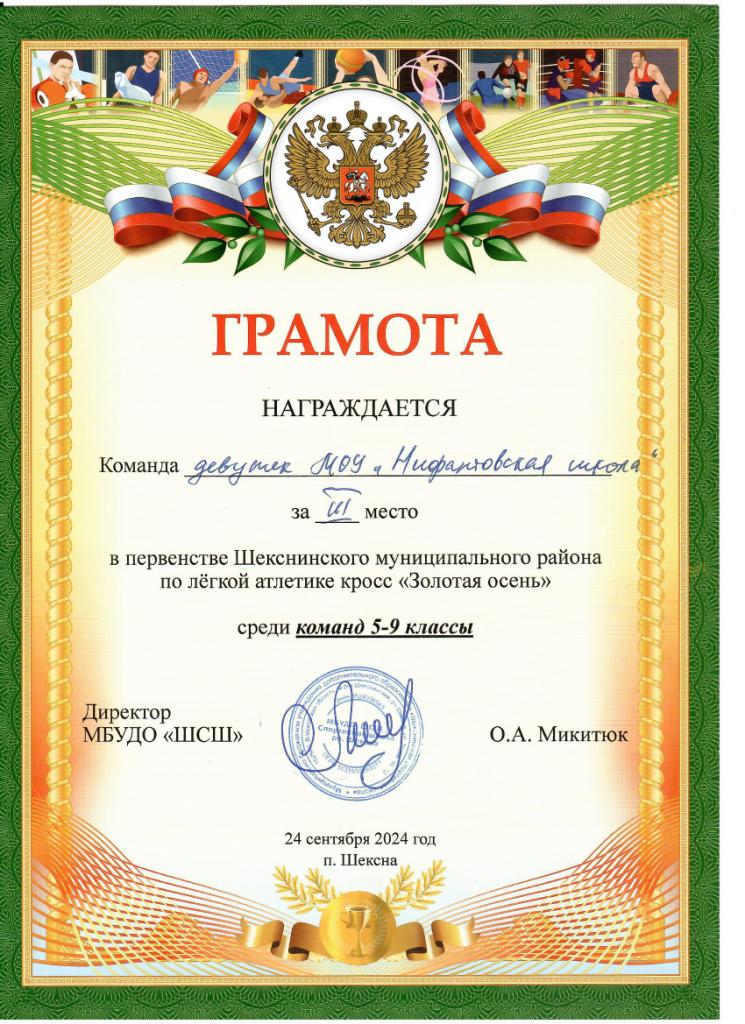 ГРАМОТА
НАГРАЖДАЕТСЯ
Команда девушек МОУ „Нифантовская школа“
за III место
в первенстве Шекснинского муниципального района
по лёгкой атлетике кросс «Золотая осень»
среди команд 5-9 классы
Директор
МБУДО «ШСШ»
О.А. Микитюк
24 сентября 2024 год
п. Шексна